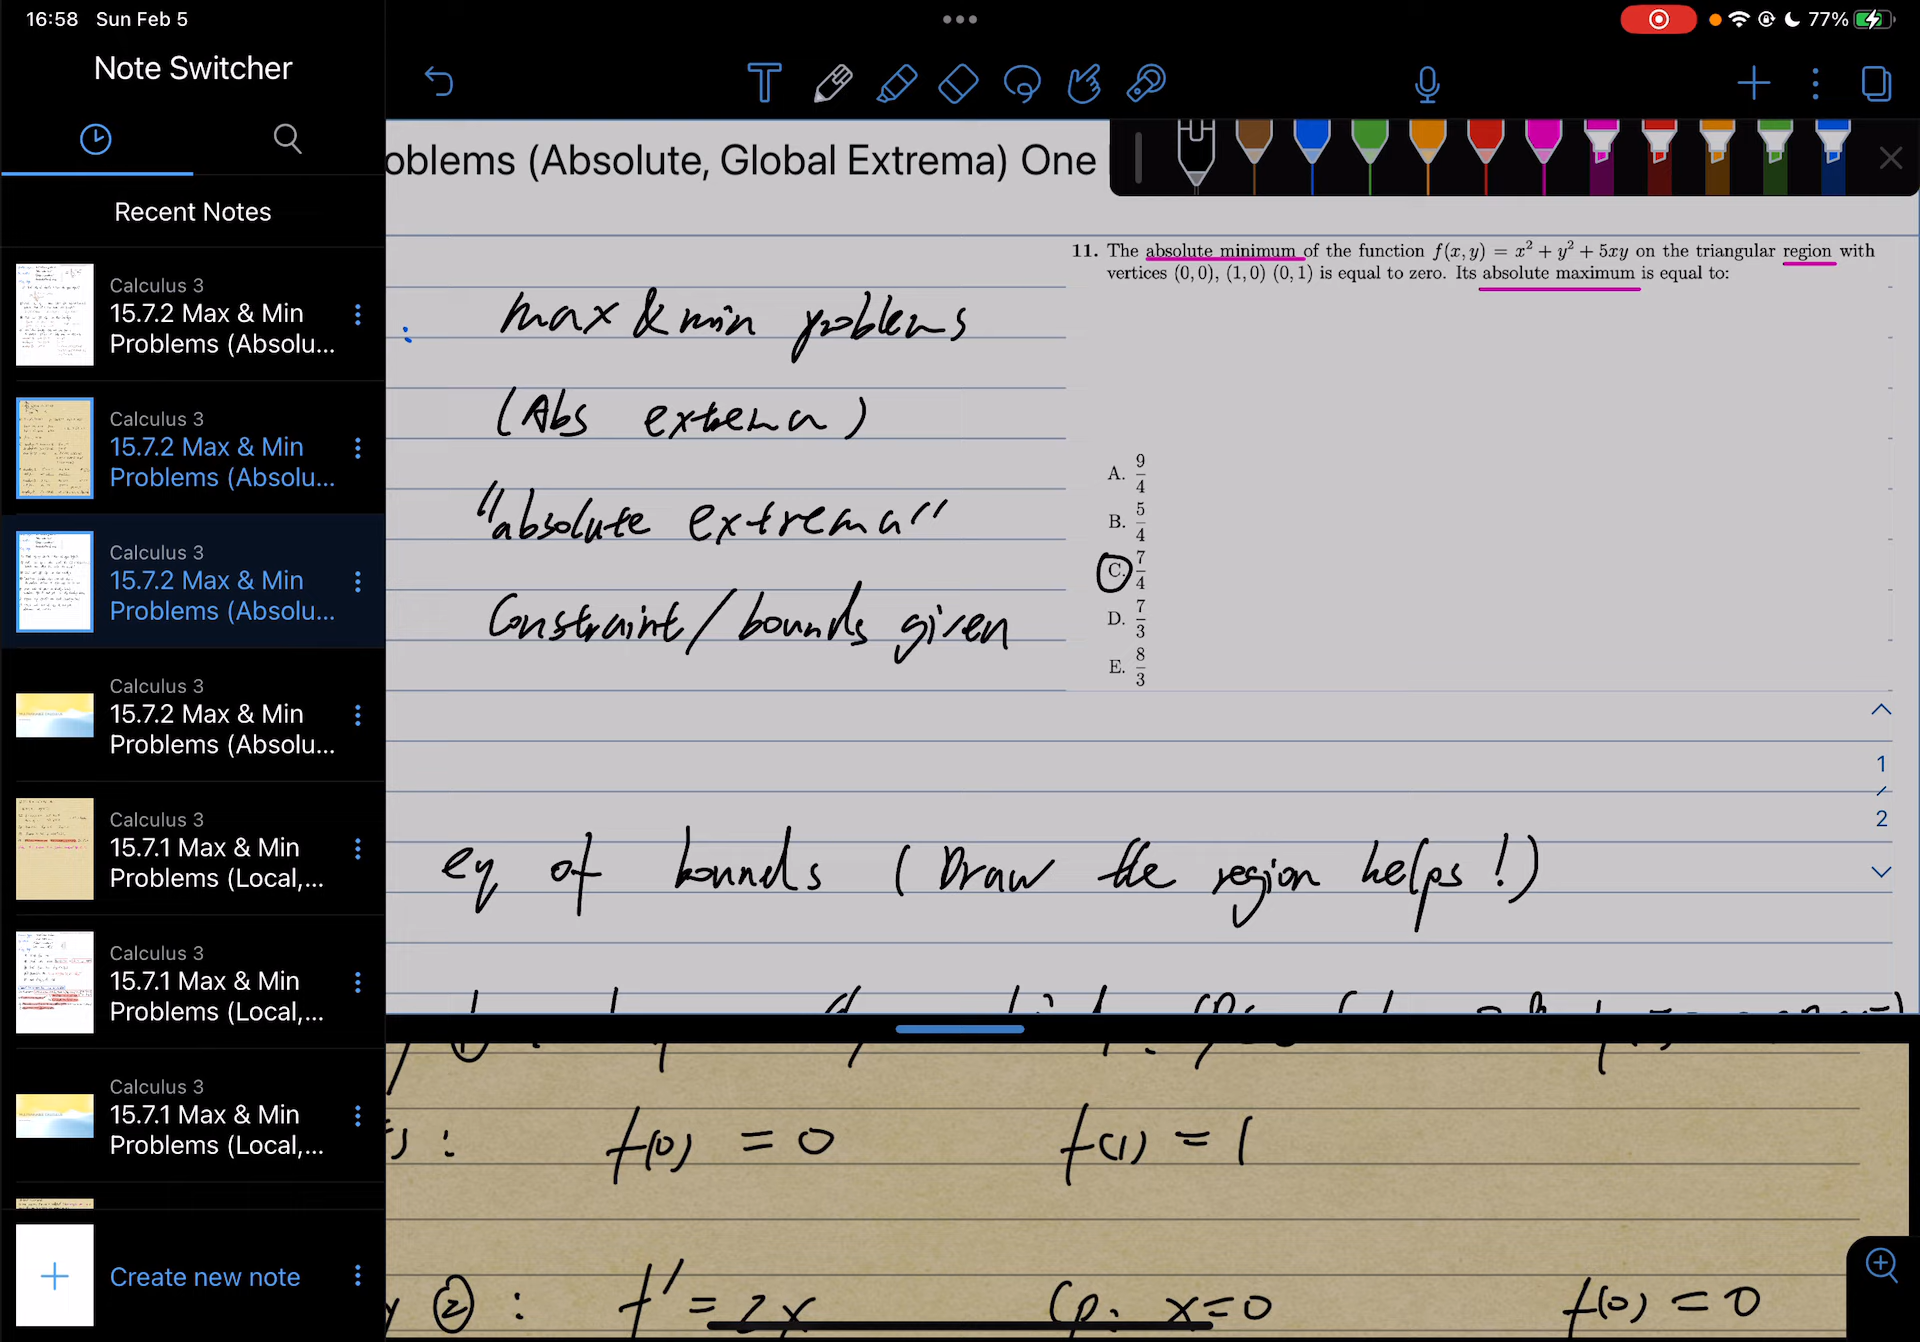 16:58 Sun Feb 5
77%
Note Switcher
Recent Notes
Calculus 3
15.7.2 Max & Min
Problems (Absolu...
Calculus 3
15.7.2 Max & Min
Problems (Absolu...
Calculus 3
15.7.2 Max & Min
Problems (Absolu...
Calculus 3
15.7.2 Max & Min
Problems (Absolu...
Calculus 3
15.7.1 Max & Min
Problems (Local,...
Calculus 3
15.7.1 Max & Min
Problems (Local,...
Calculus 3
15.7.1 Max & Min
Problems (Local,...
Create new note
oblems (Absolute, Global Extrema) One
max & min problems
(Abs extrema)
"absolute extrema"
Constraint/bounds given
11. The absolute minimum of the function f(x, y) = x² + y² + 5xy on the triangular region with
vertices (0, 0), (1, 0) (0, 1) is equal to zero. Its absolute maximum is equal to:
A. 9/4
B. 5/4
C. 7/4
D. 7/3
E. 8/3
1
/
2
eq of bounds (Draw the region helps!)
: f(0) = 0 f(1) = 1
② : f' = 2x CP: x=0 f(0) = 0